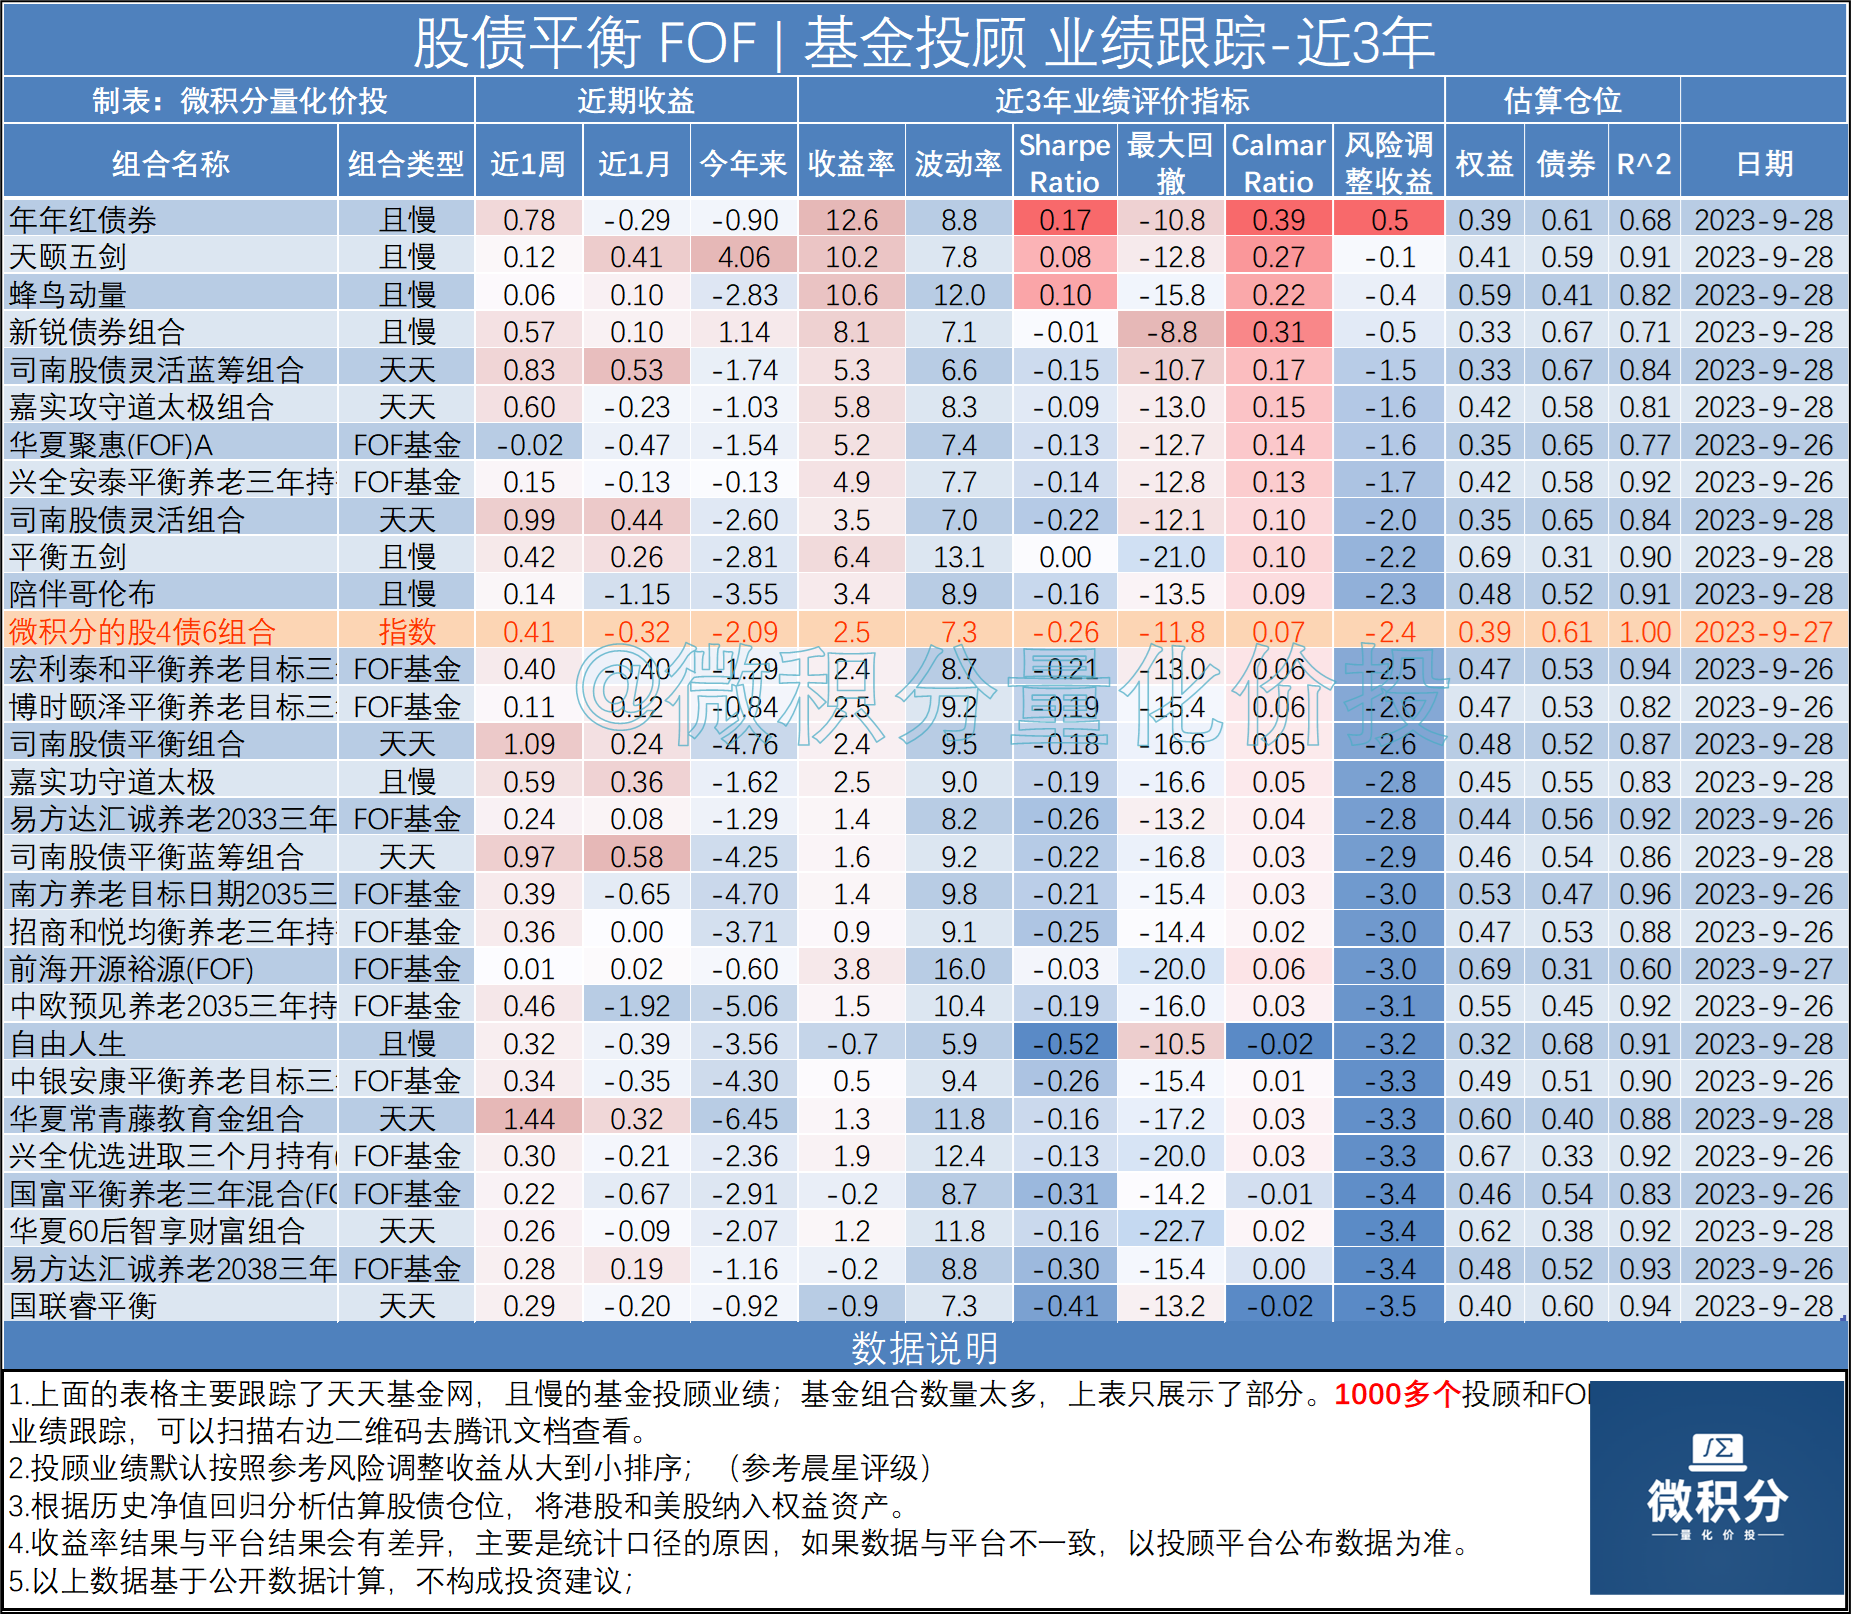 股债平衡 FOF | 基金投顾 业绩跟踪-近3年
制表：微积分量化价投 近期收益 近3年业绩评价指标 估算仓位
组合名称 组合类型 近1周 近1月 今年来 收益率 波动率 Sharpe Ratio 最大回撤 Calmar Ratio 风险调整收益 权益 债券 R^2 日期
年年红债券 且慢 0.78 -0.29 -0.90 12.6 8.8 0.17 -10.8 0.39 0.5 0.39 0.61 0.68 2023-9-28
天颐五剑 且慢 0.12 0.41 4.06 10.2 7.8 0.08 -12.8 0.27 -0.1 0.41 0.59 0.91 2023-9-28
蜂鸟动量 且慢 0.06 0.10 -2.83 10.6 12.0 0.10 -15.8 0.22 -0.4 0.59 0.41 0.82 2023-9-28
新锐债券组合 且慢 0.57 0.10 1.14 8.1 7.1 -0.01 -8.8 0.31 -0.5 0.33 0.67 0.71 2023-9-28
司南股债灵活蓝筹组合 天天 0.83 0.53 -1.74 5.3 6.6 -0.15 -10.7 0.17 -1.5 0.33 0.67 0.84 2023-9-28
嘉实攻守道太极组合 天天 0.60 -0.23 -1.03 5.8 8.3 -0.09 -13.0 0.15 -1.6 0.42 0.58 0.81 2023-9-28
华夏聚惠(FOF)A FOF基金 -0.02 -0.47 -1.54 5.2 7.4 -0.13 -12.7 0.14 -1.6 0.35 0.65 0.77 2023-9-26
兴全安泰平衡养老三年持 FOF基金 0.15 -0.13 -0.13 4.9 7.7 -0.14 -12.8 0.13 -1.7 0.42 0.58 0.92 2023-9-26
司南股债灵活组合 天天 0.99 0.44 -2.60 3.5 7.0 -0.22 -12.1 0.10 -2.0 0.35 0.65 0.84 2023-9-28
平衡五剑 且慢 0.42 0.26 -2.81 6.4 13.1 0.00 -21.0 0.10 -2.2 0.69 0.31 0.90 2023-9-28
陪伴哥伦布 且慢 0.14 -1.15 -3.55 3.4 8.9 -0.16 -13.5 0.09 -2.3 0.48 0.52 0.91 2023-9-28
微积分的股4债6组合 指数 0.41 -0.32 -2.09 2.5 7.3 -0.26 -11.8 0.07 -2.4 0.39 0.61 1.00 2023-9-27
宏利泰和平衡养老目标三 FOF基金 0.40 -0.40 -1.29 2.4 8.7 -0.21 -13.0 0.06 -2.5 0.47 0.53 0.94 2023-9-26
博时颐泽平衡养老目标三 FOF基金 0.11 0.12 -0.84 2.5 9.2 -0.19 -15.4 0.06 -2.6 0.47 0.53 0.82 2023-9-26
司南股债平衡组合 天天 1.09 0.24 -4.76 2.4 9.5 -0.18 -16.6 0.05 -2.6 0.48 0.52 0.87 2023-9-28
嘉实功守道太极 且慢 0.59 0.36 -1.62 2.5 9.0 -0.19 -16.6 0.05 -2.8 0.45 0.55 0.83 2023-9-28
易方达汇诚养老2033三年 FOF基金 0.24 0.08 -1.29 1.4 8.2 -0.26 -13.2 0.04 -2.8 0.44 0.56 0.92 2023-9-26
司南股债平衡蓝筹组合 天天 0.97 0.58 -4.25 1.6 9.2 -0.22 -16.8 0.03 -2.9 0.46 0.54 0.86 2023-9-28
南方养老目标日期2035三 FOF基金 0.39 -0.65 -4.70 1.4 9.8 -0.21 -15.4 0.03 -3.0 0.53 0.47 0.96 2023-9-26
招商和悦均衡养老三年持 FOF基金 0.36 0.00 -3.71 0.9 9.1 -0.25 -14.4 0.02 -3.0 0.47 0.53 0.88 2023-9-26
前海开源裕源(FOF) FOF基金 0.01 0.02 -0.60 3.8 16.0 -0.03 -20.0 0.06 -3.0 0.69 0.31 0.60 2023-9-27
中欧预见养老2035三年持 FOF基金 0.46 -1.92 -5.06 1.5 10.4 -0.19 -16.0 0.03 -3.1 0.55 0.45 0.92 2023-9-26
自由人生 且慢 0.32 -0.39 -3.56 -0.7 5.9 -0.52 -10.5 -0.02 -3.2 0.32 0.68 0.91 2023-9-28
中银安康平衡养老目标三 FOF基金 0.34 -0.35 -4.30 0.5 9.4 -0.26 -15.4 0.01 -3.3 0.49 0.51 0.90 2023-9-26
华夏常青藤教育金组合 天天 1.44 0.32 -6.45 1.3 11.8 -0.16 -17.2 0.03 -3.3 0.60 0.40 0.88 2023-9-28
兴全优选进取三个月持有( FOF基金 0.30 -0.21 -2.36 1.9 12.4 -0.13 -20.0 0.03 -3.3 0.67 0.33 0.92 2023-9-26
国富平衡养老三年混合(FO FOF基金 0.22 -0.67 -2.91 -0.2 8.7 -0.31 -14.2 -0.01 -3.4 0.46 0.54 0.83 2023-9-26
华夏60后智享财富组合 天天 0.26 -0.09 -2.07 1.2 11.8 -0.16 -22.7 0.02 -3.4 0.62 0.38 0.92 2023-9-28
易方达汇诚养老2038三年 FOF基金 0.28 0.19 -1.16 -0.2 8.8 -0.30 -15.4 0.00 -3.4 0.48 0.52 0.93 2023-9-26
国联睿平衡 天天 0.29 -0.20 -0.92 -0.9 7.3 -0.41 -13.2 -0.02 -3.5 0.40 0.60 0.94 2023-9-28
@微积分量化价投
数据说明
1.上面的表格主要跟踪了天天基金网，且慢的基金投顾业绩；基金组合数量太多，上表只展示了部分。1000多个投顾和FO
业绩跟踪，可以扫描右边二维码去腾讯文档查看。
2.投顾业绩默认按照参考风险调整收益从大到小排序；（参考晨星评级）
3.根据历史净值回归分析估算股债仓位，将港股和美股纳入权益资产。
4.收益率结果与平台结果会有差异，主要是统计口径的原因，如果数据与平台不一致，以投顾平台公布数据为准。
5.以上数据基于公开数据计算，不构成投资建议；
∫Σ
微积分
量化价投